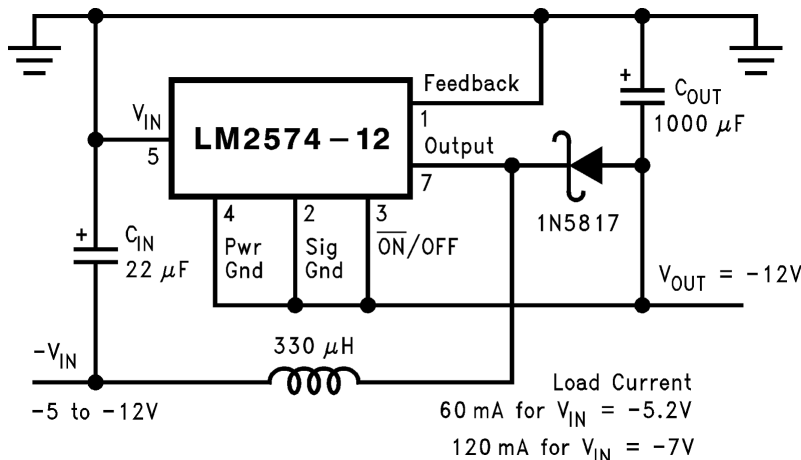 Feedback
1
+
C_OUT
1000 μF
V_IN
5
LM2574–12
Output
7
1N5817
4
2
3
Pwr
Gnd
Sig
Gnd
O̅N̅/OFF
+
C_IN
22 μF
V_OUT = -12V
330 μH
-V_IN
-5 to -12V
Load Current
60 mA for V_IN = -5.2V
120 mA for V_IN = -7V